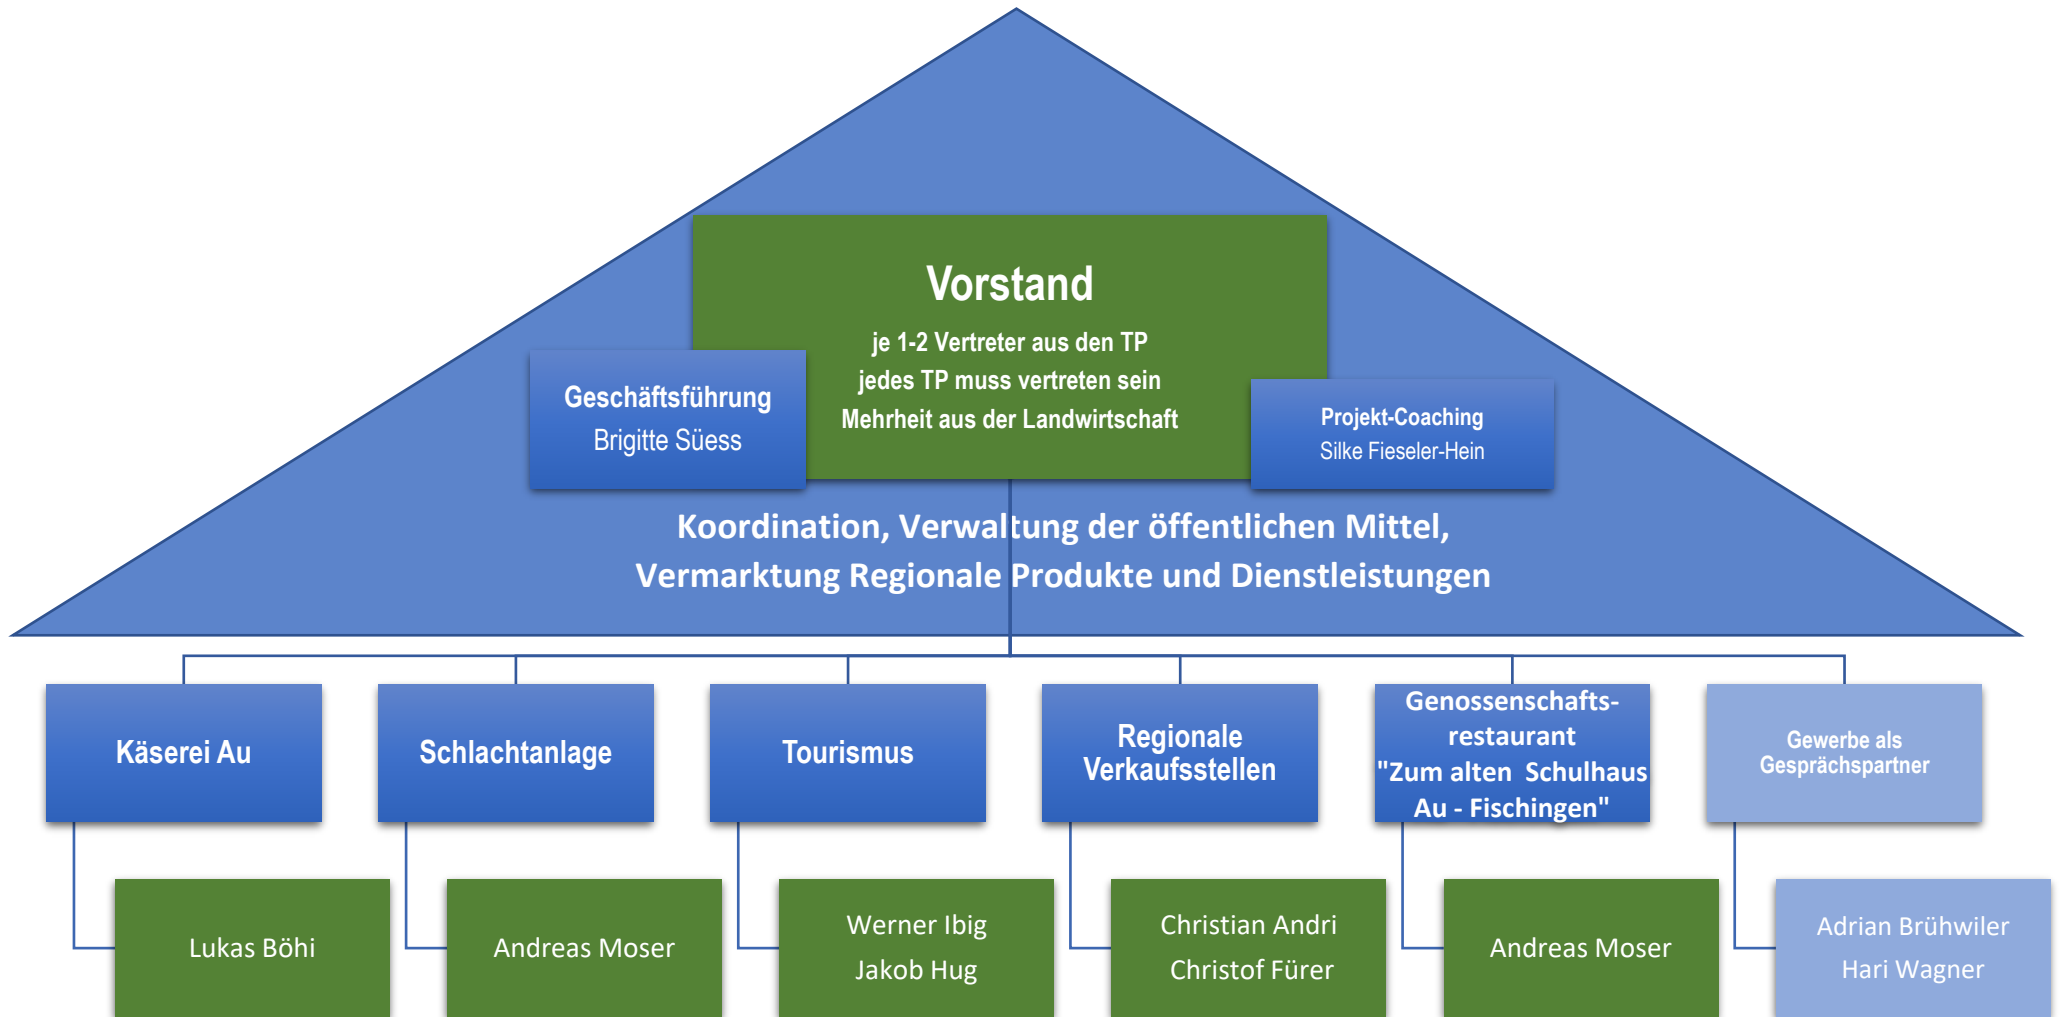 Vorstand
je 1-2 Vertreter aus den TP
jedes TP muss vertreten sein
Mehrheit aus der Landwirtschaft
Geschäftsführung
Brigitte Süess
Projekt-Coaching
Silke Fieseler-Hein
Koordination, Verwaltung der öffentlichen Mittel,
Vermarktung Regionale Produkte und Dienstleistungen
Käserei Au
Schlachtanlage
Tourismus
Regionale
Verkaufsstellen
Genossenschafts-
restaurant
"Zum alten  Schulhaus
Au - Fischingen"
Gewerbe als
Gesprächspartner
Lukas Böhi
Andreas Moser
Werner Ibig
Jakob Hug
Christian Andri
Christof Fürer
Andreas Moser
Adrian Brühwiler
Hari Wagner